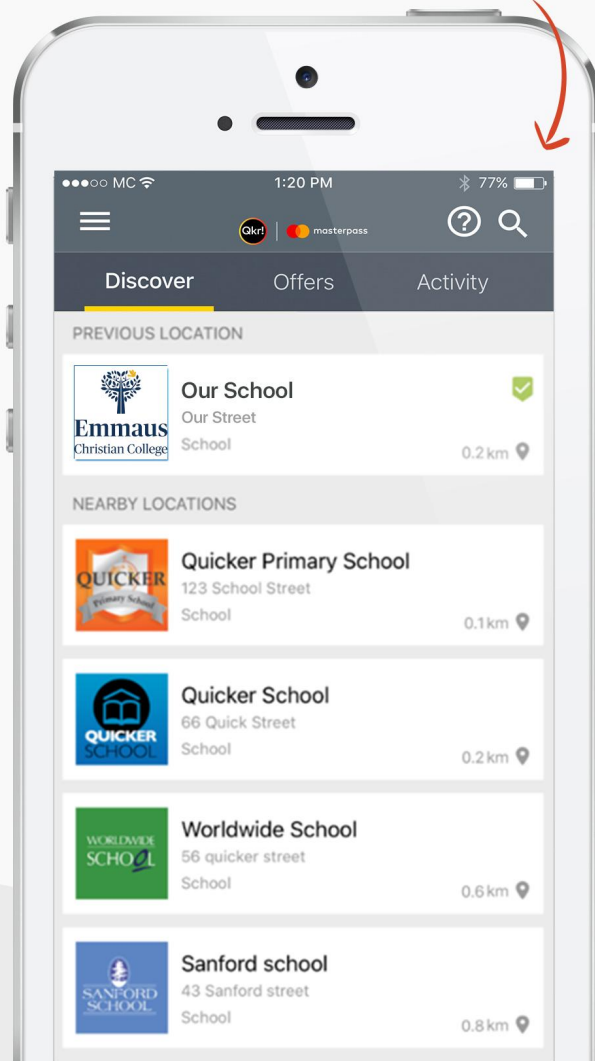 MC 1:20 PM 77%
Qkr! masterpass
Discover Offers Activity
PREVIOUS LOCATION
Emmaus
Christian College
Our School
Our Street
School
0.2 km
NEARBY LOCATIONS
QUICKER
Primary School
Quicker Primary School
123 School Street
School
0.1 km
QUICKER
SCHOOL
Quicker School
66 Quick Street
School
0.2 km
WORLDWIDE
SCHOOL
Worldwide School
56 quicker street
School
0.6 km
SANFORD
SCHOOL
Sanford school
43 Sanford street
School
0.8 km